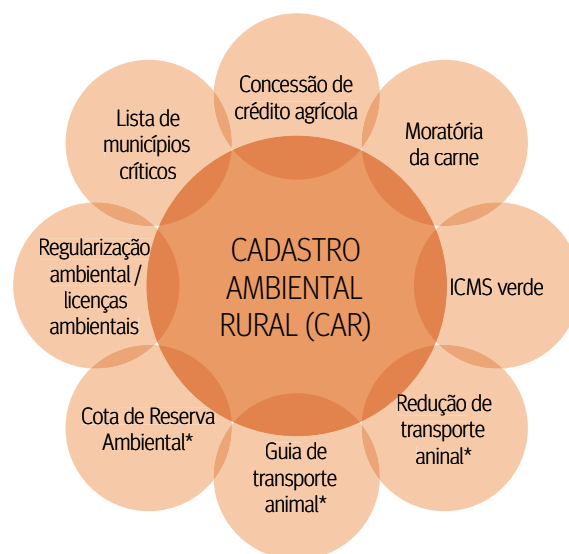 Concessão de
crédito agrícola
Lista de
municípios
críticos
Moratória
da carne
Regularização
ambiental /
licenças
ambientais
CADASTRO
AMBIENTAL
RURAL (CAR)
ICMS verde
Cota de Reserva
Ambiental*
Guia de
transporte
animal*
Redução de
transporte
aninal*